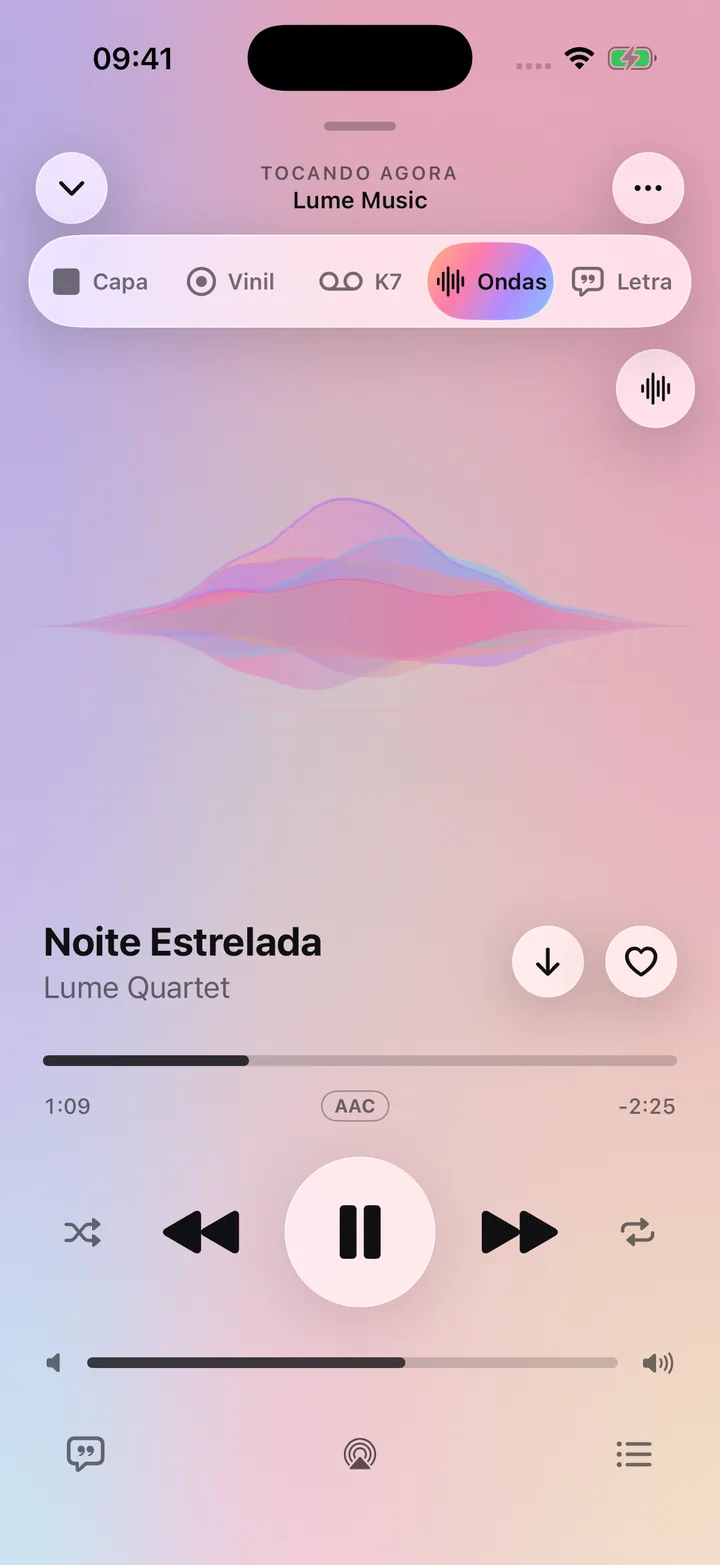 09:41
TOCANDO AGORA
Lume Music
Capa Vinil K7 Ondas Letra
Noite Estrelada
Lume Quartet
1:09 AAC -2:25